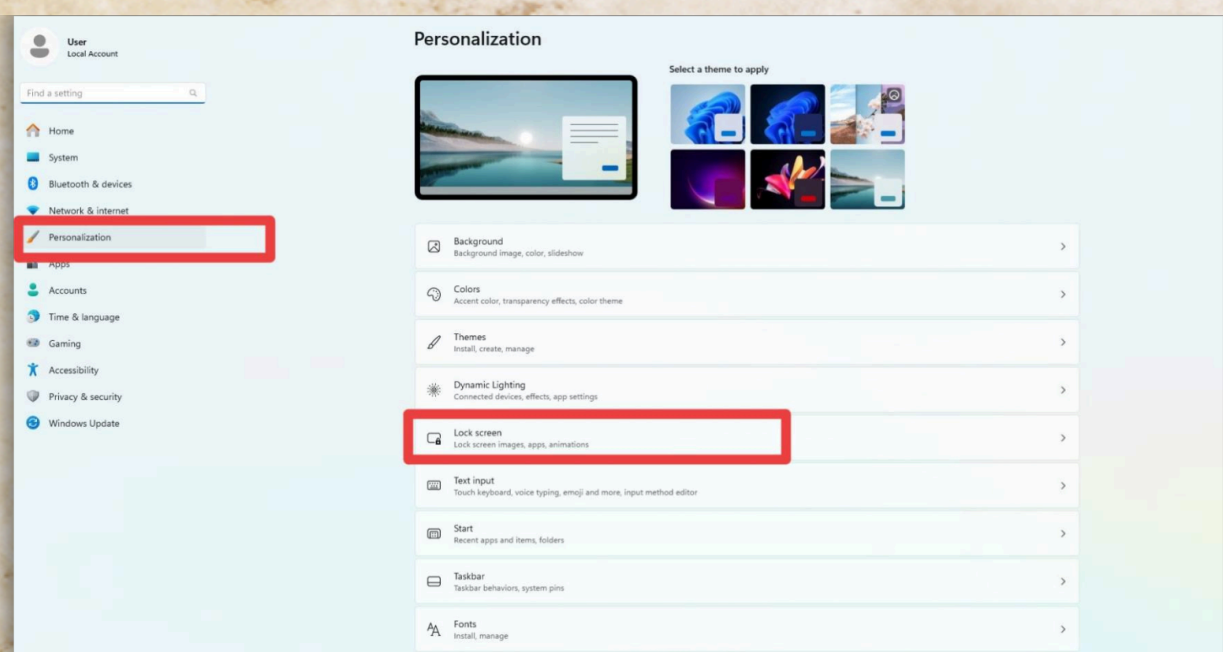 User
Local Account
Find a setting
Home
System
Bluetooth & devices
Network & internet
Personalization
Apps
Accounts
Time & language
Gaming
Accessibility
Privacy & security
Windows Update
Personalization
Select a theme to apply
Background
Background image, color, slideshow
Colors
Accent color, transparency effects, color theme
Themes
Install, create, manage
Dynamic Lighting
Connected devices, effects, app settings
Lock screen
Lock screen images, apps, animations
Text input
Touch keyboard, voice typing, emoji and more, input method editor
Start
Recent apps and items, folders
Taskbar
Taskbar behaviors, system pins
Fonts
Install, manage